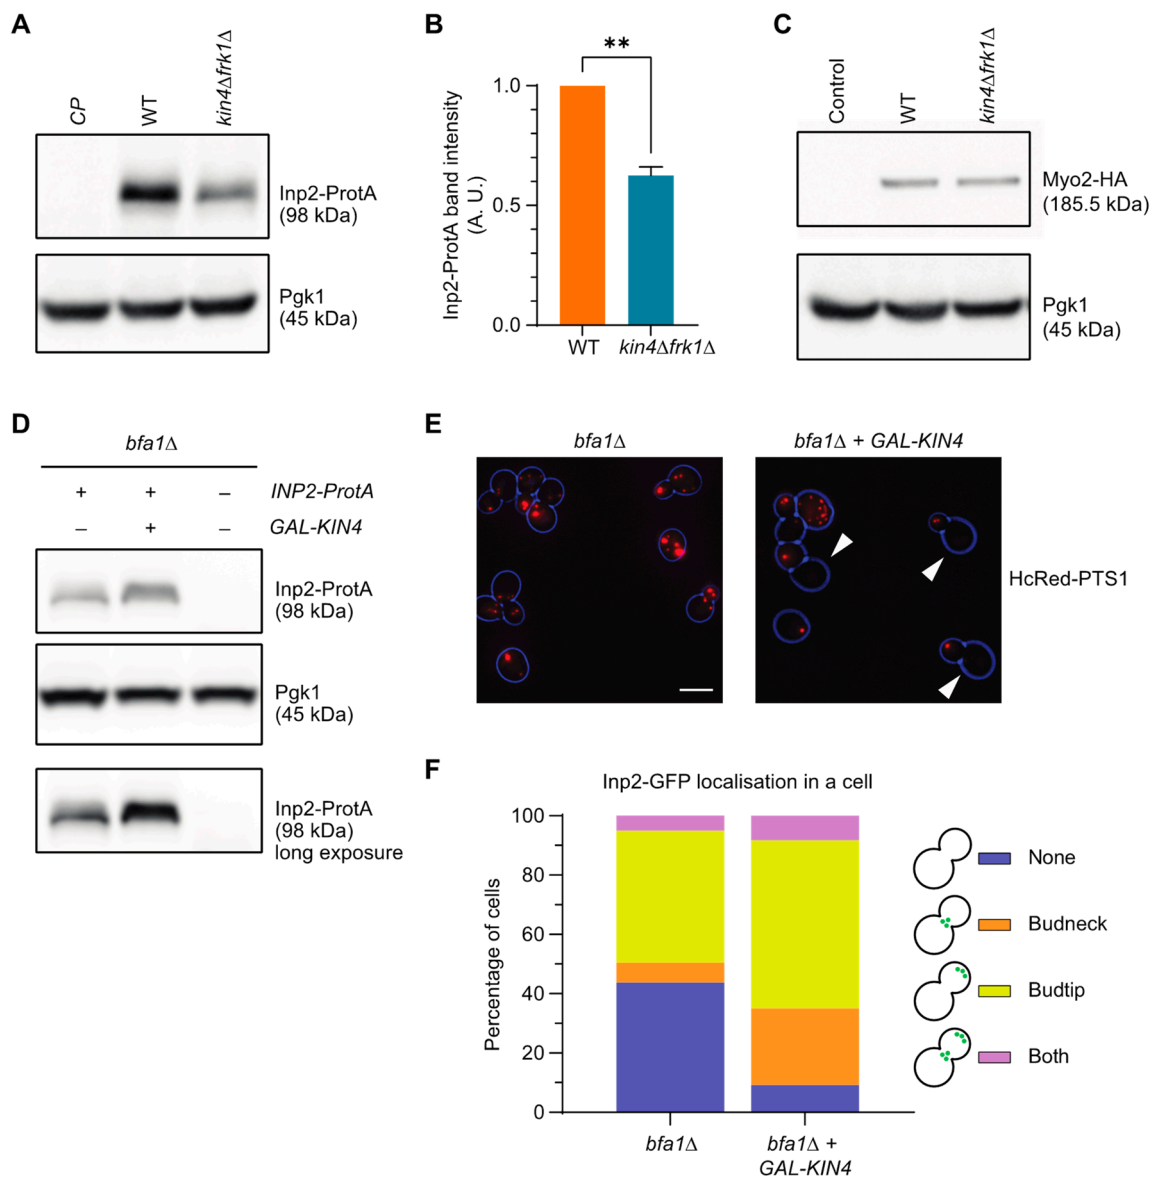 A
CP
WT
kin4Δfrk1Δ
Inp2-ProtA
(98 kDa)
Pgk1
(45 kDa)
B
**
Inp2-ProtA band intensity
(A. U.)
1.0
0.5
0.0
WT
kin4Δfrk1Δ
C
Control
WT
kin4Δfrk1Δ
Myo2-HA
(185.5 kDa)
Pgk1
(45 kDa)
D
bfa1Δ
+ + – INP2-ProtA
– + – GAL-KIN4
Inp2-ProtA
(98 kDa)
Pgk1
(45 kDa)
Inp2-ProtA
(98 kDa)
long exposure
E
bfa1Δ
bfa1Δ + GAL-KIN4
HcRed-PTS1
F
Inp2-GFP localisation in a cell
Percentage of cells
100
80
60
40
20
0
bfa1Δ
bfa1Δ +
GAL-KIN4
None
Budneck
Budtip
Both